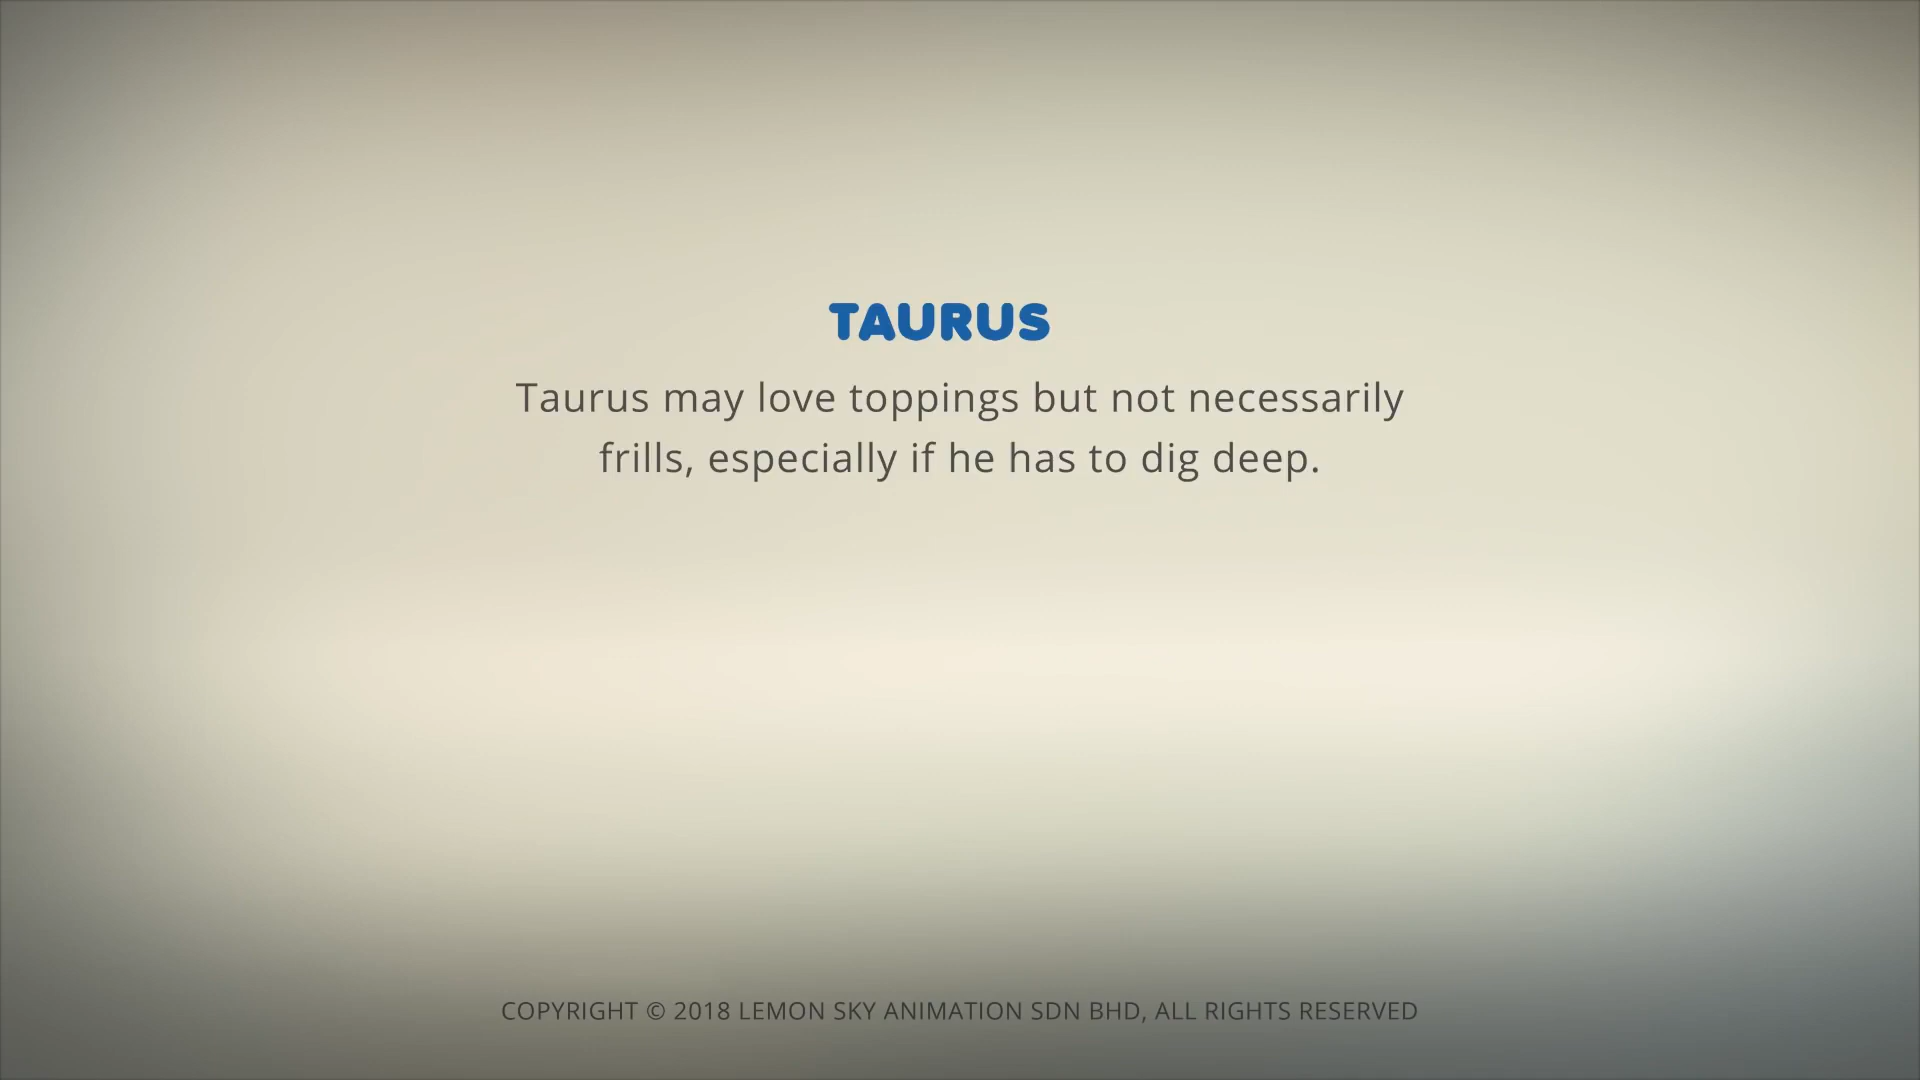 TAURUS
Taurus may love toppings but not necessarily
frills, especially if he has to dig deep.
COPYRIGHT © 2018 LEMON SKY ANIMATION SDN BHD, ALL RIGHTS RESERVED